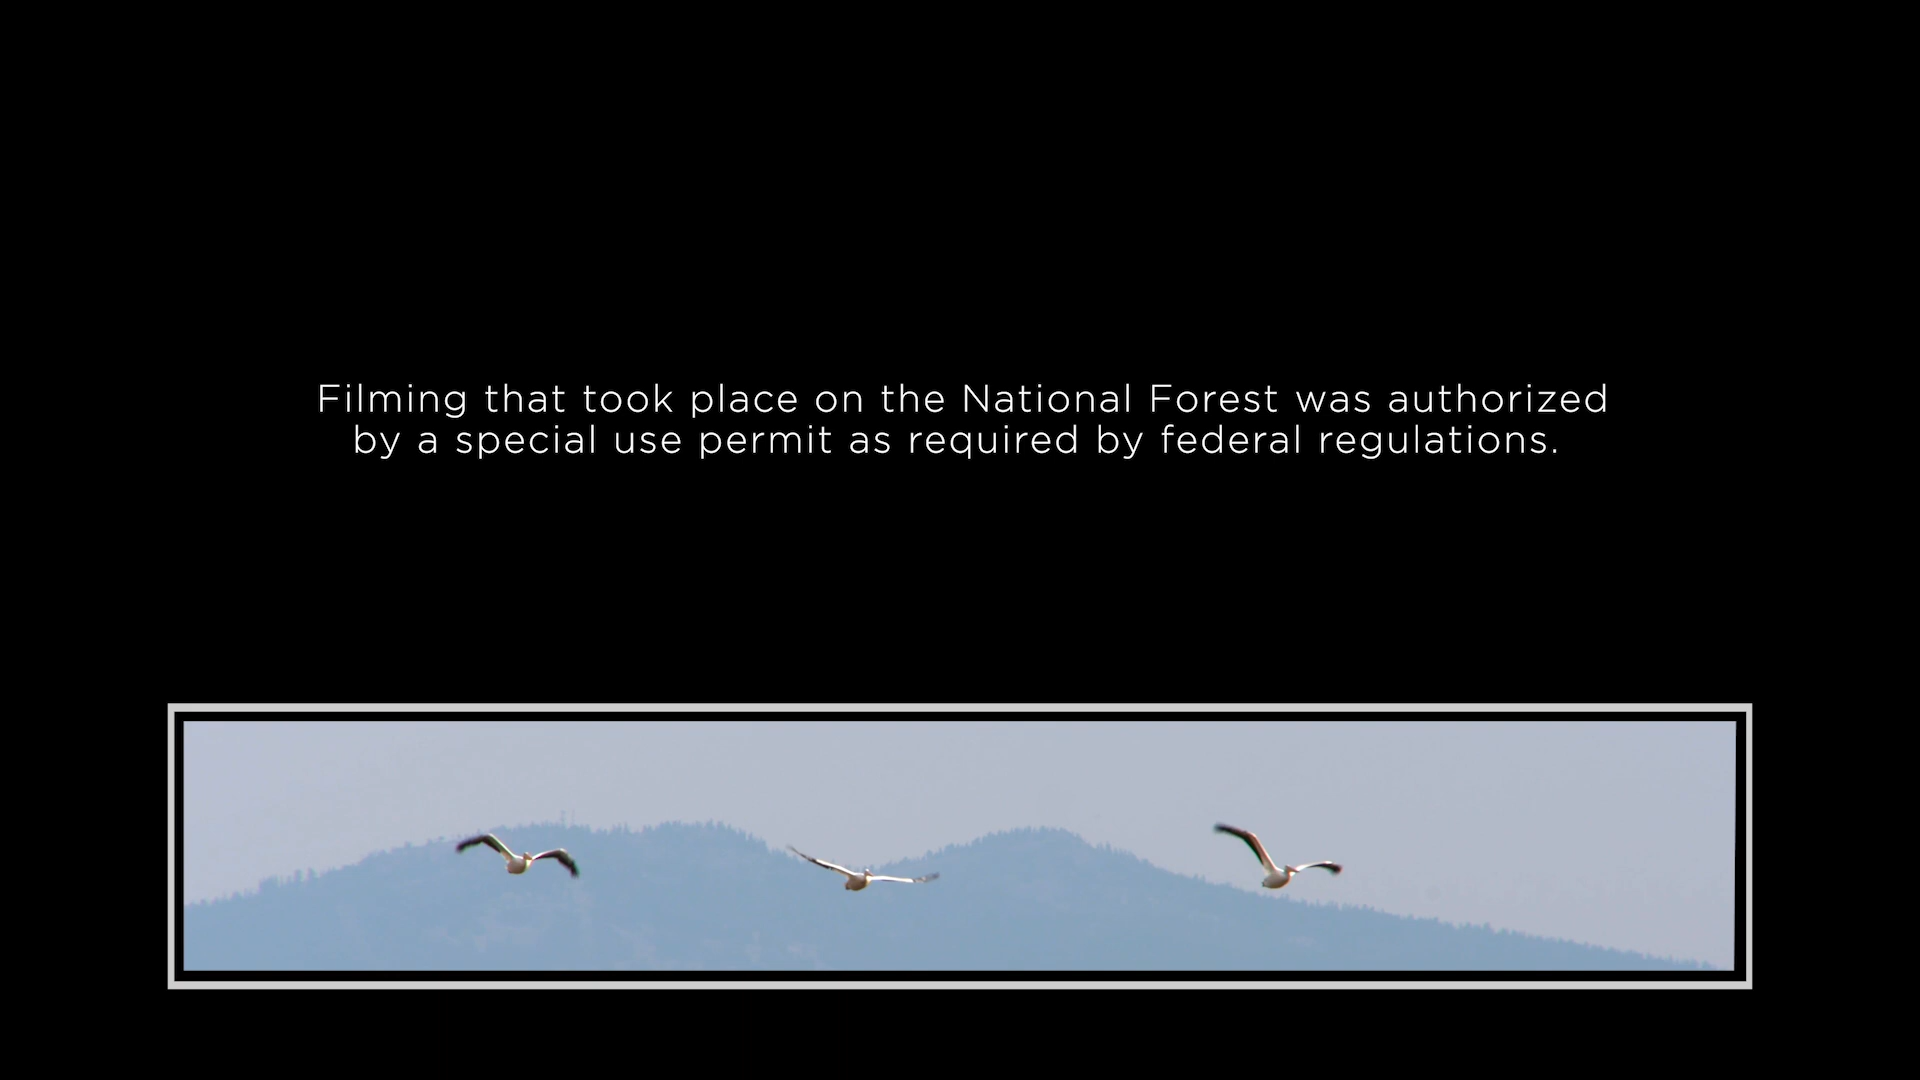 Filming that took place on the National Forest was authorized
by a special use permit as required by federal regulations.